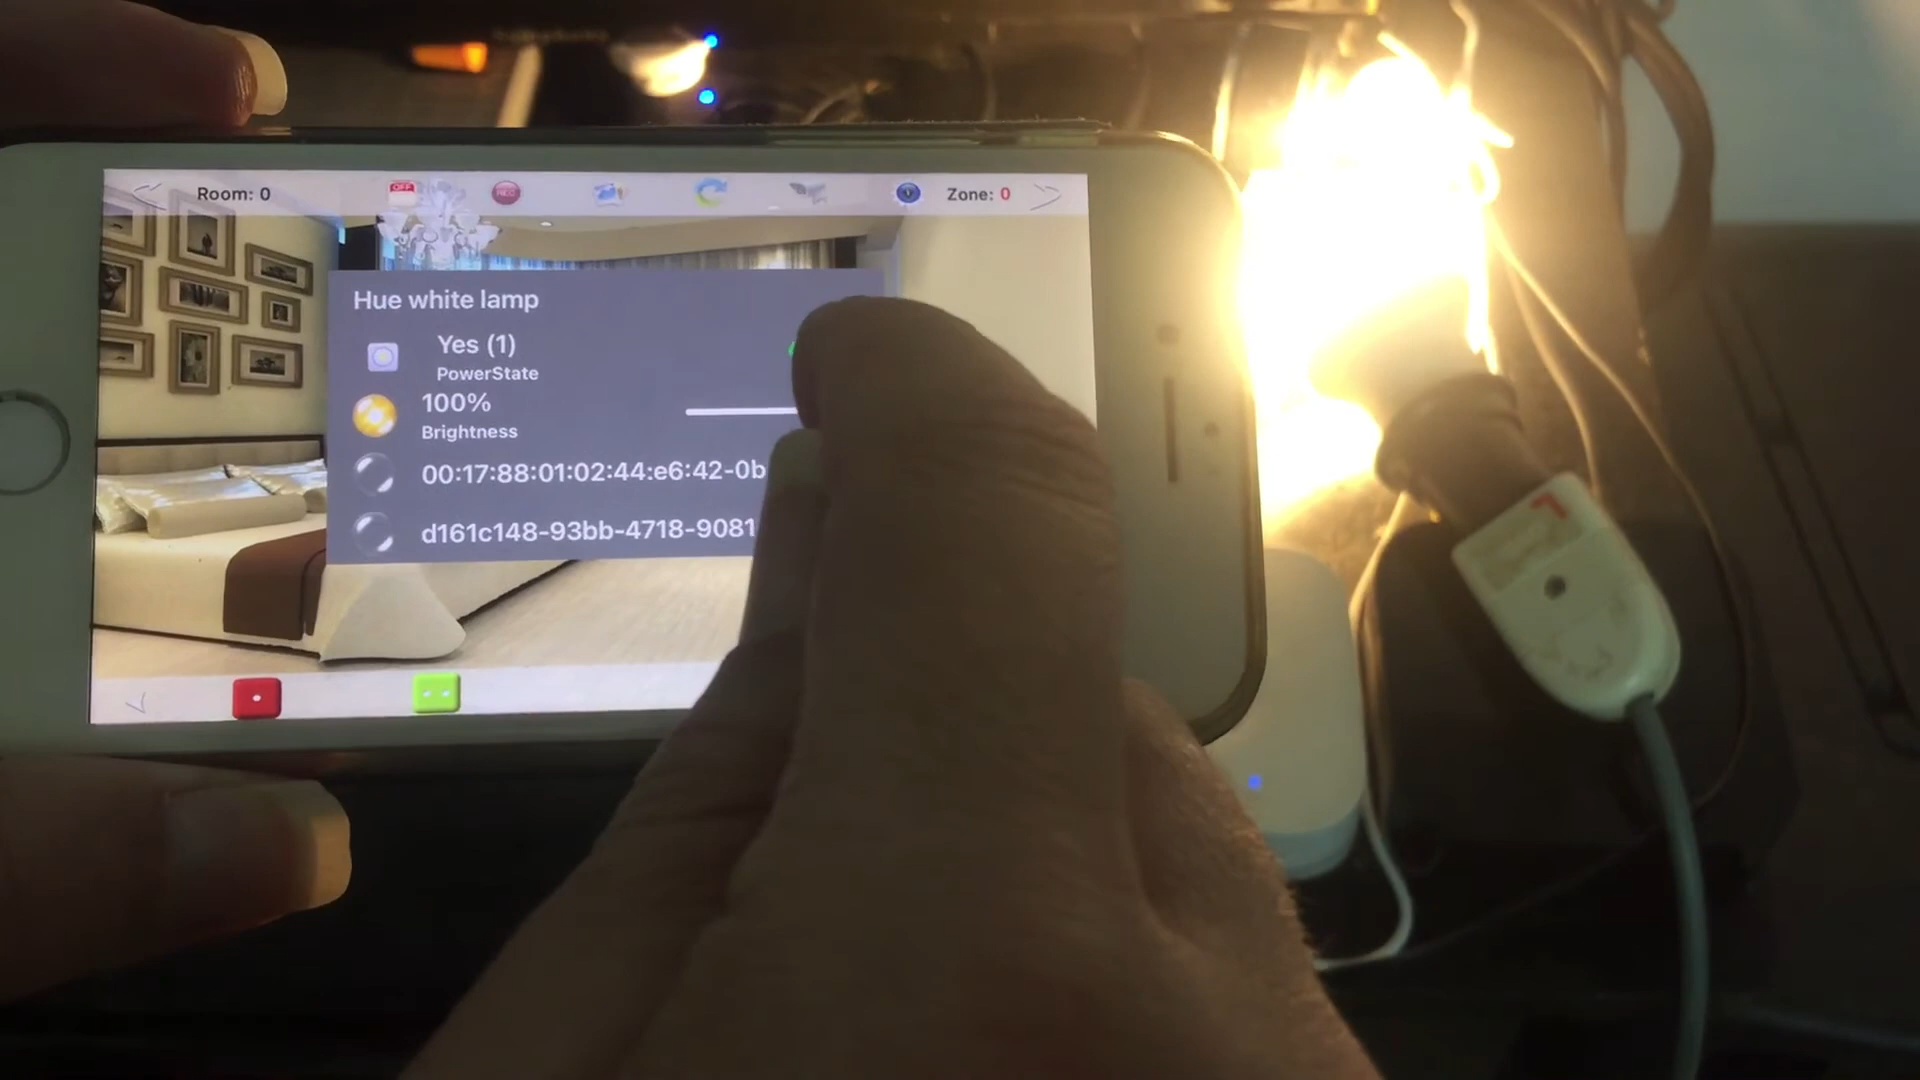 Room: 0
OFF
REC
Zone: 0
Hue white lamp
Yes (1)
PowerState
100%
Brightness
00:17:88:01:02:44:e6:42-0b
d161c148-93bb-4718-9081